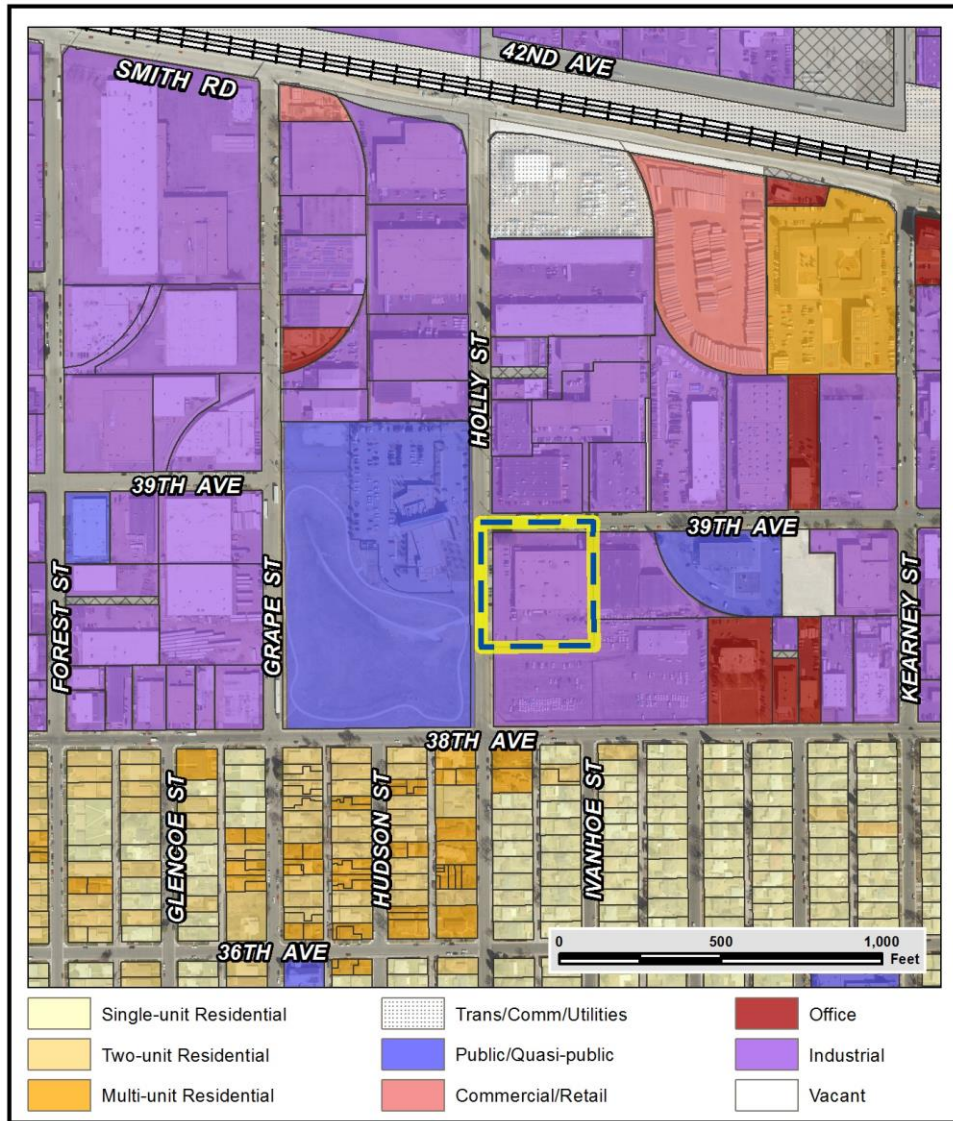 42ND AVE
SMITH RD
HOLLY ST
39TH AVE
39TH AVE
FOREST ST
GRAPE ST
KEARNEY ST
38TH AVE
GLENCOE ST
HUDSON ST
IVANHOE ST
36TH AVE
0 500 1,000
Feet
Single-unit Residential
Two-unit Residential
Multi-unit Residential
Trans/Comm/Utilities
Public/Quasi-public
Commercial/Retail
Office
Industrial
Vacant